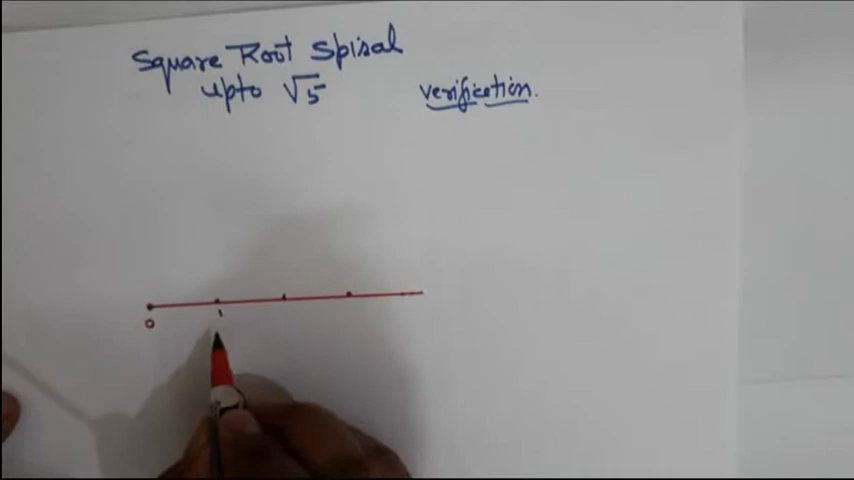 Square Root Spiral
upto √5
verification.
0
1